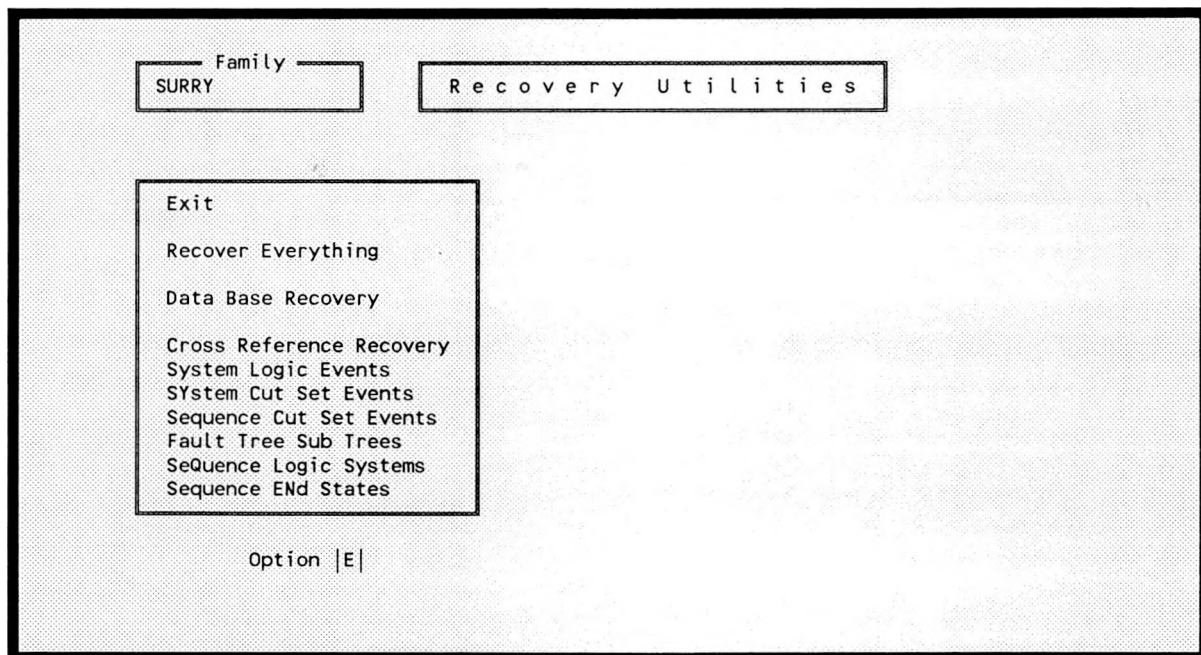 Family
SURRY
Recovery Utilities
Exit
Recover Everything
Data Base Recovery
Cross Reference Recovery
System Logic Events
SYstem Cut Set Events
Sequence Cut Set Events
Fault Tree Sub Trees
SeQuence Logic Systems
Sequence ENd States
Option |E|